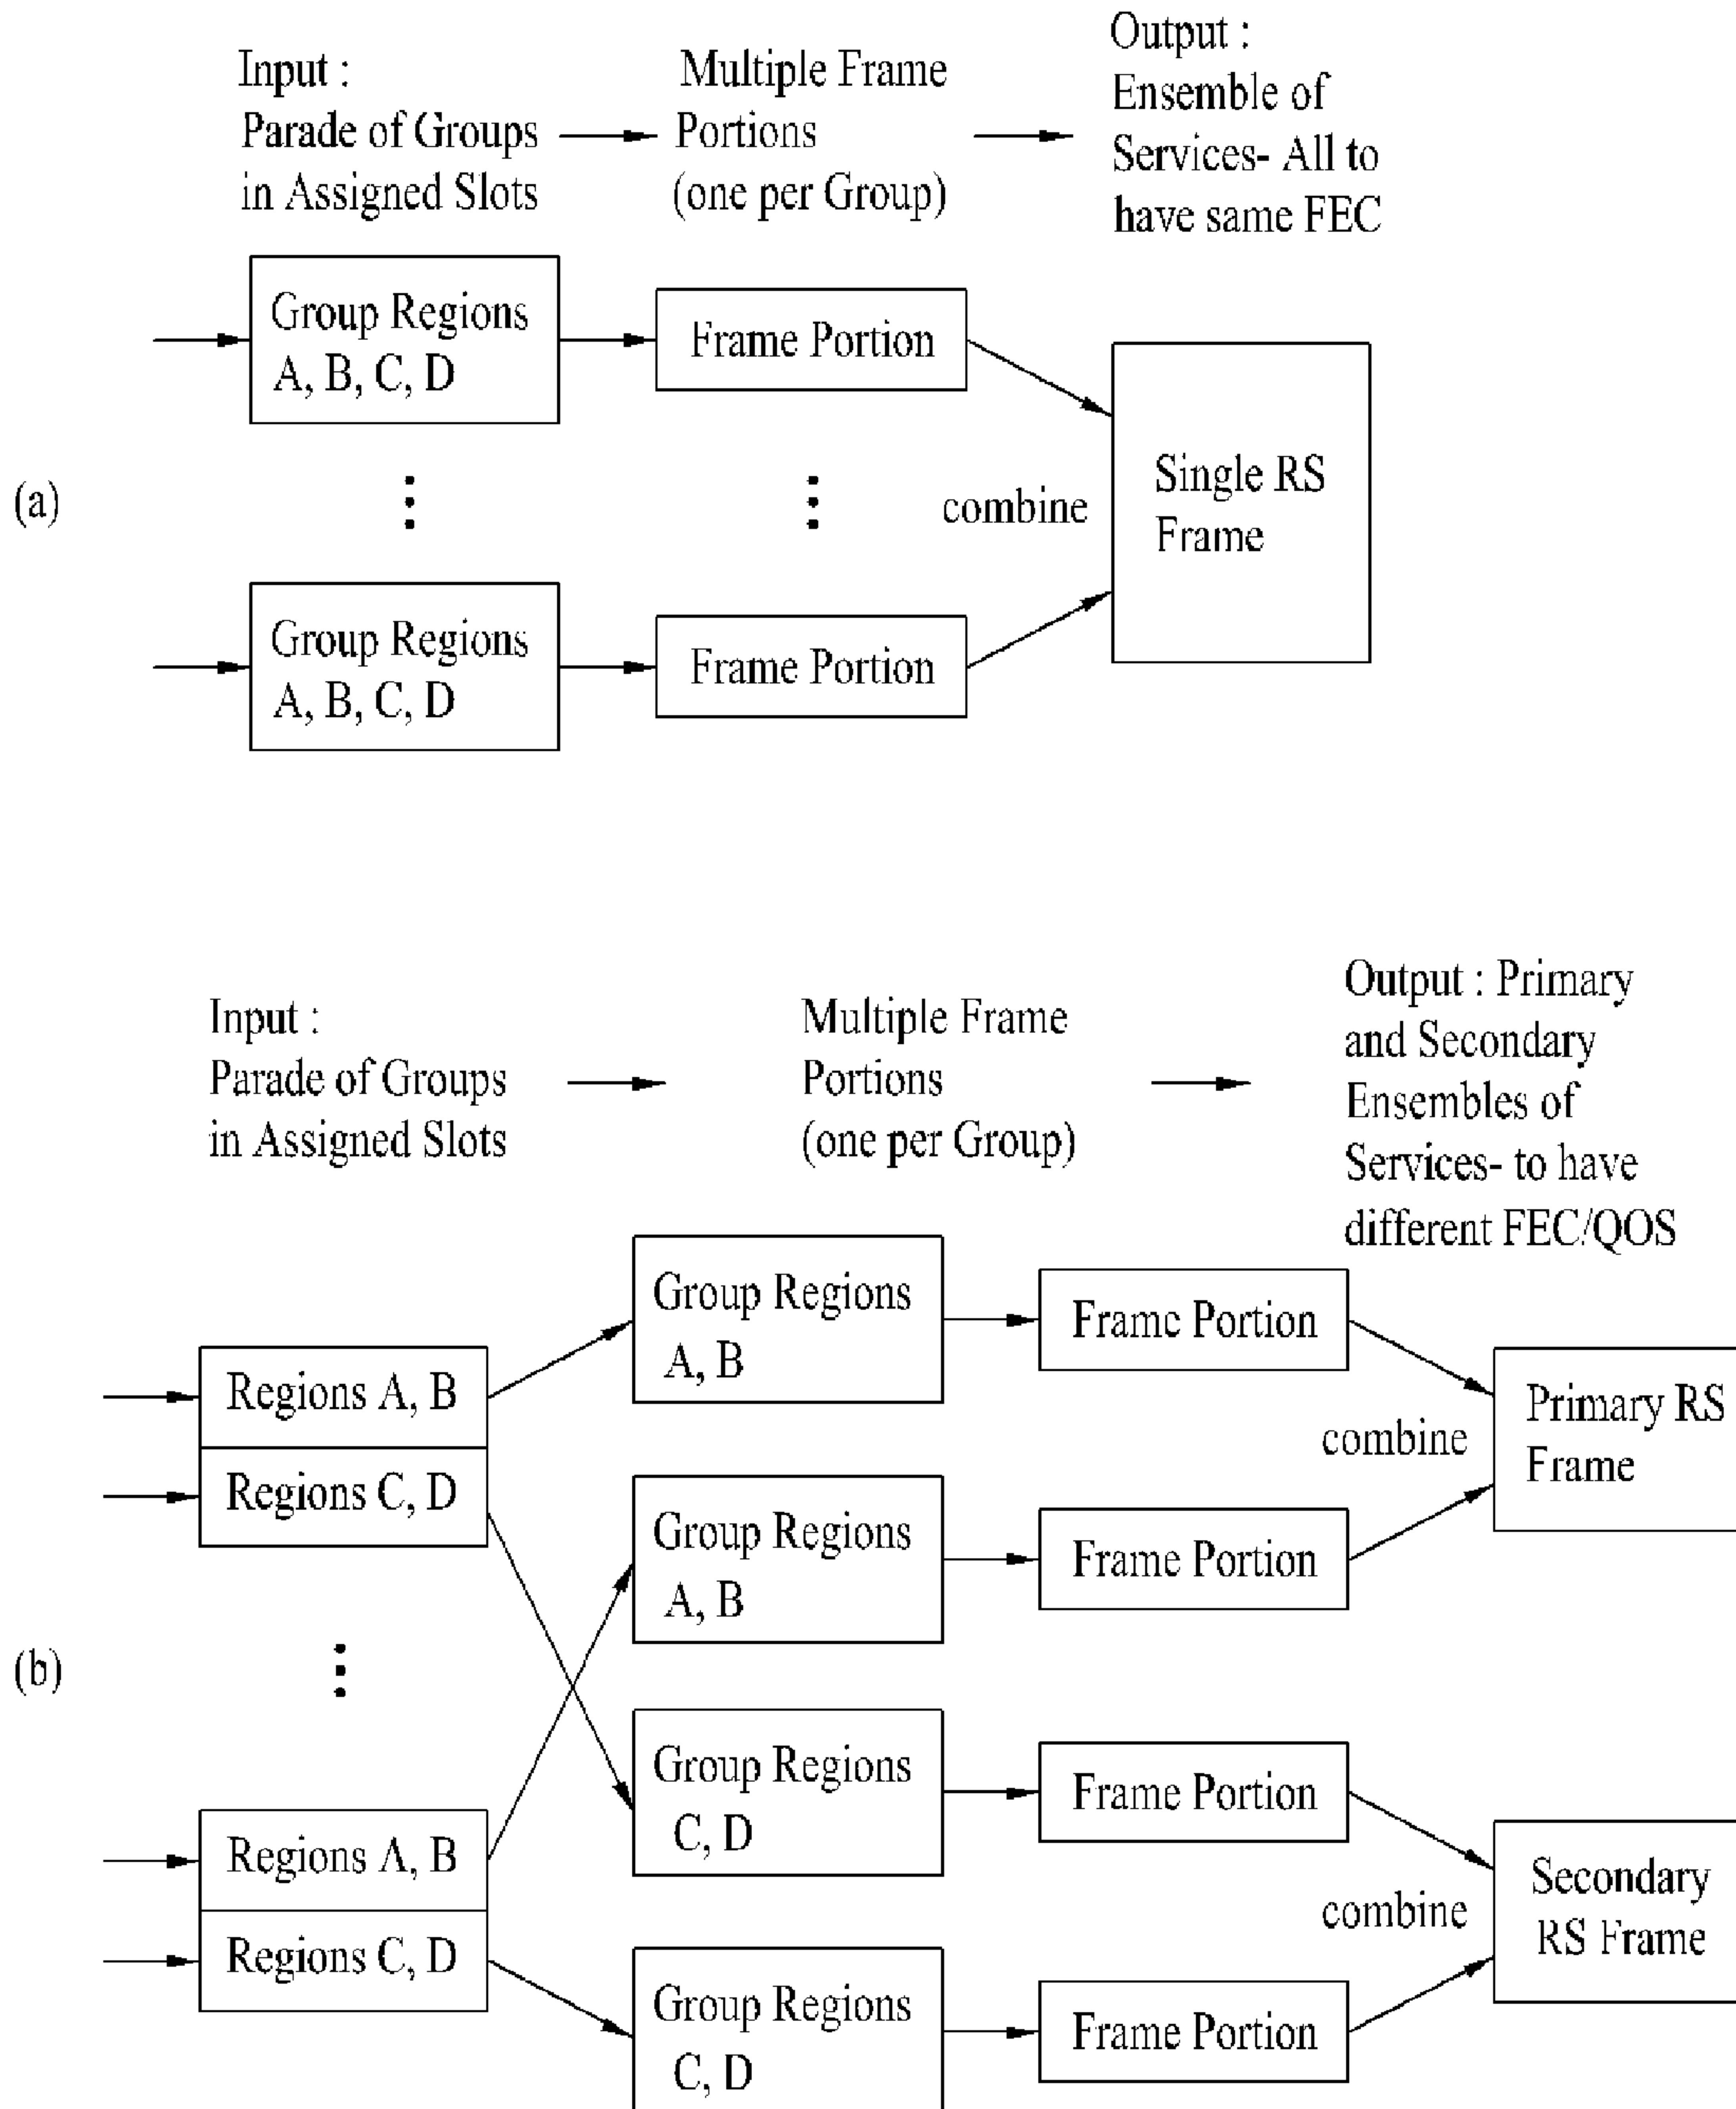 Input :
Parade of Groups
in Assigned Slots
Multiple Frame
Portions
(one per Group)
Output :
Ensemble of
Services- All to
have same FEC
(a)
Group Regions
A, B, C, D
Frame Portion
combine
Single RS
Frame
Group Regions
A, B, C, D
Frame Portion
Input :
Parade of Groups
in Assigned Slots
Multiple Frame
Portions
(one per Group)
Output : Primary
and Secondary
Ensembles of
Services- to have
different FEC/QOS
(b)
Regions A, B
Regions C, D
Group Regions
A, B
Frame Portion
Group Regions
A, B
Frame Portion
combine
Primary RS
Frame
Regions A, B
Regions C, D
Group Regions
C, D
Frame Portion
Group Regions
C, D
Frame Portion
combine
Secondary
RS Frame